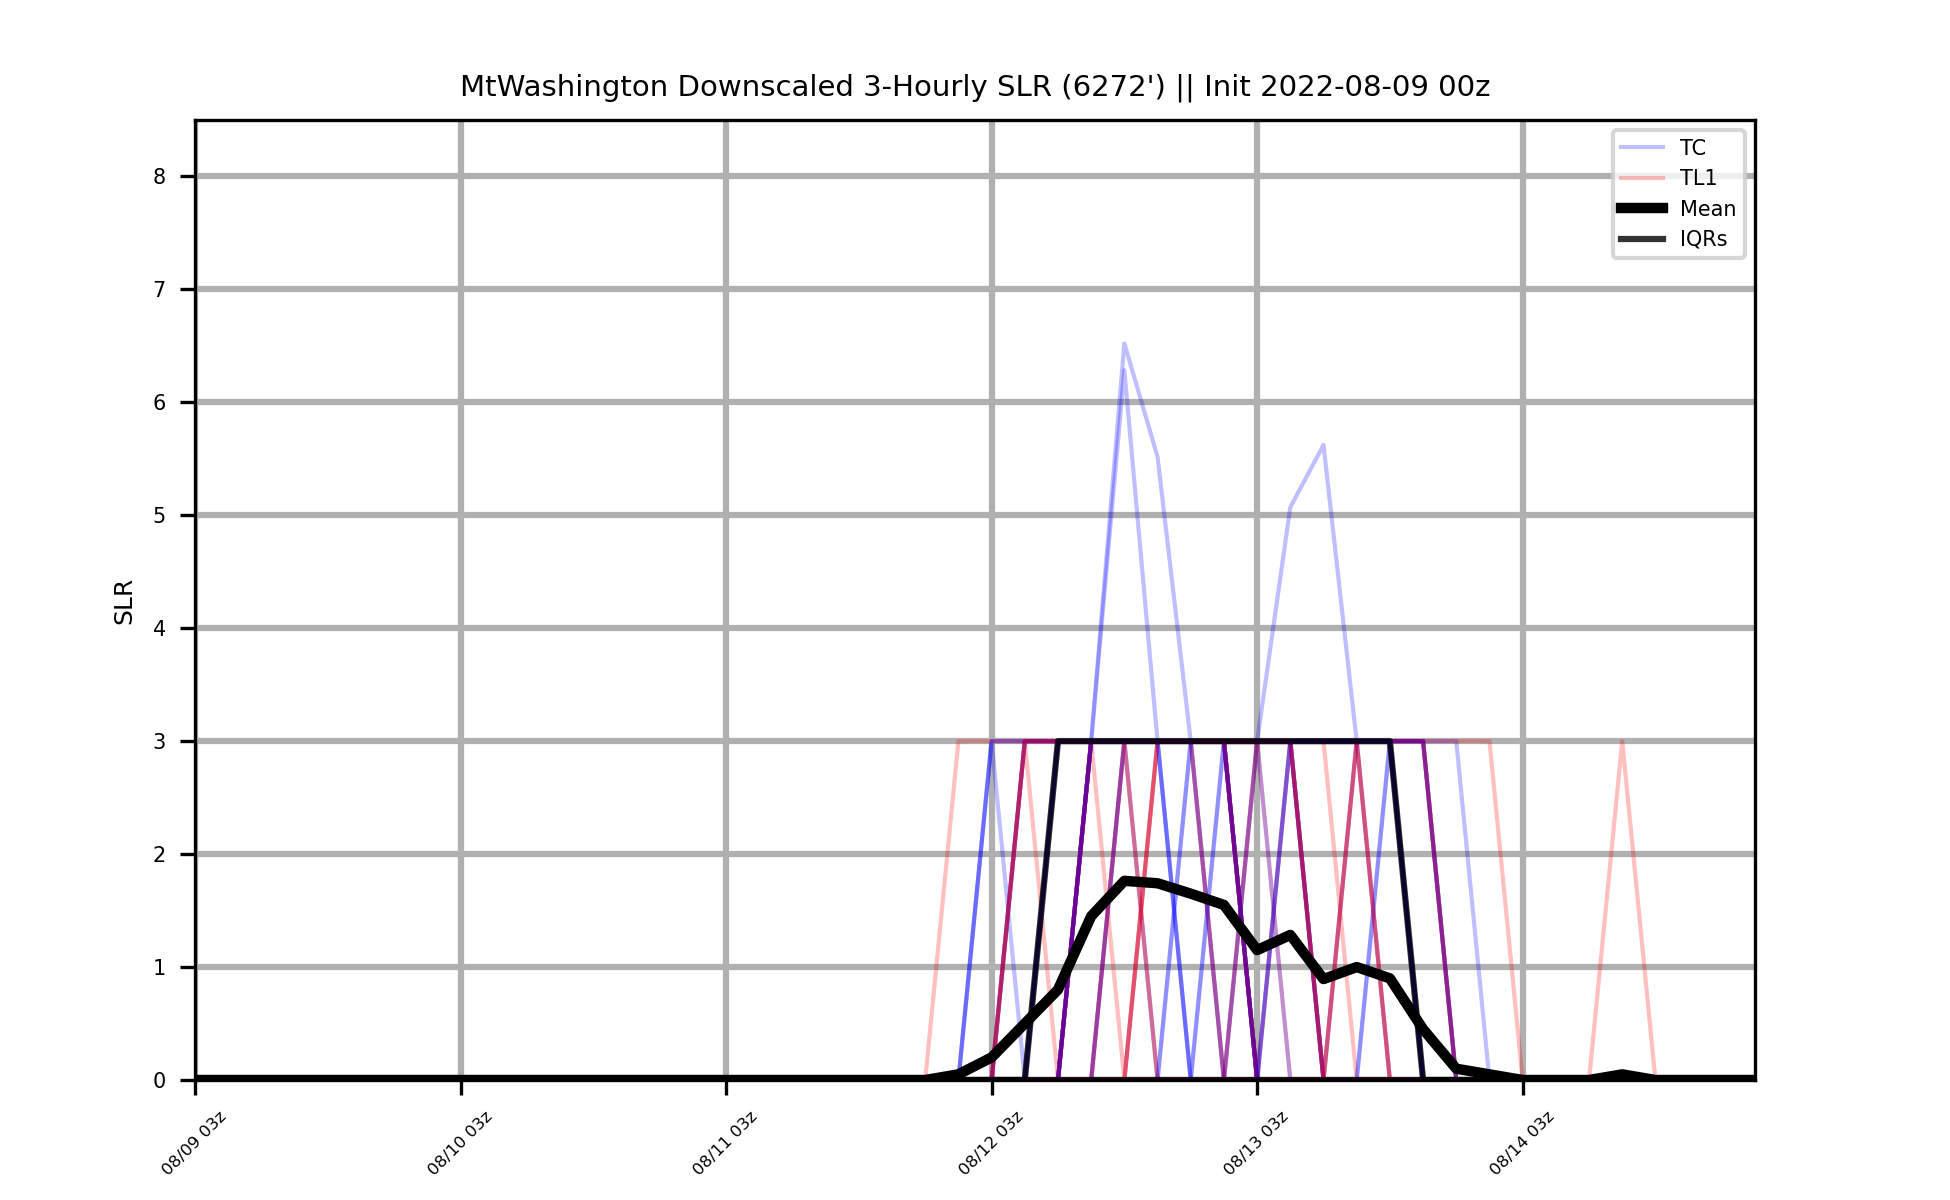 MtWashington Downscaled 3-Hourly SLR (6272') || Init 2022-08-09 00z
TC
TL1
Mean
IQRs
SLR
8
7
6
5
4
3
2
1
0
08/09 03z
08/10 03z
08/11 03z
08/12 03z
08/13 03z
08/14 03z